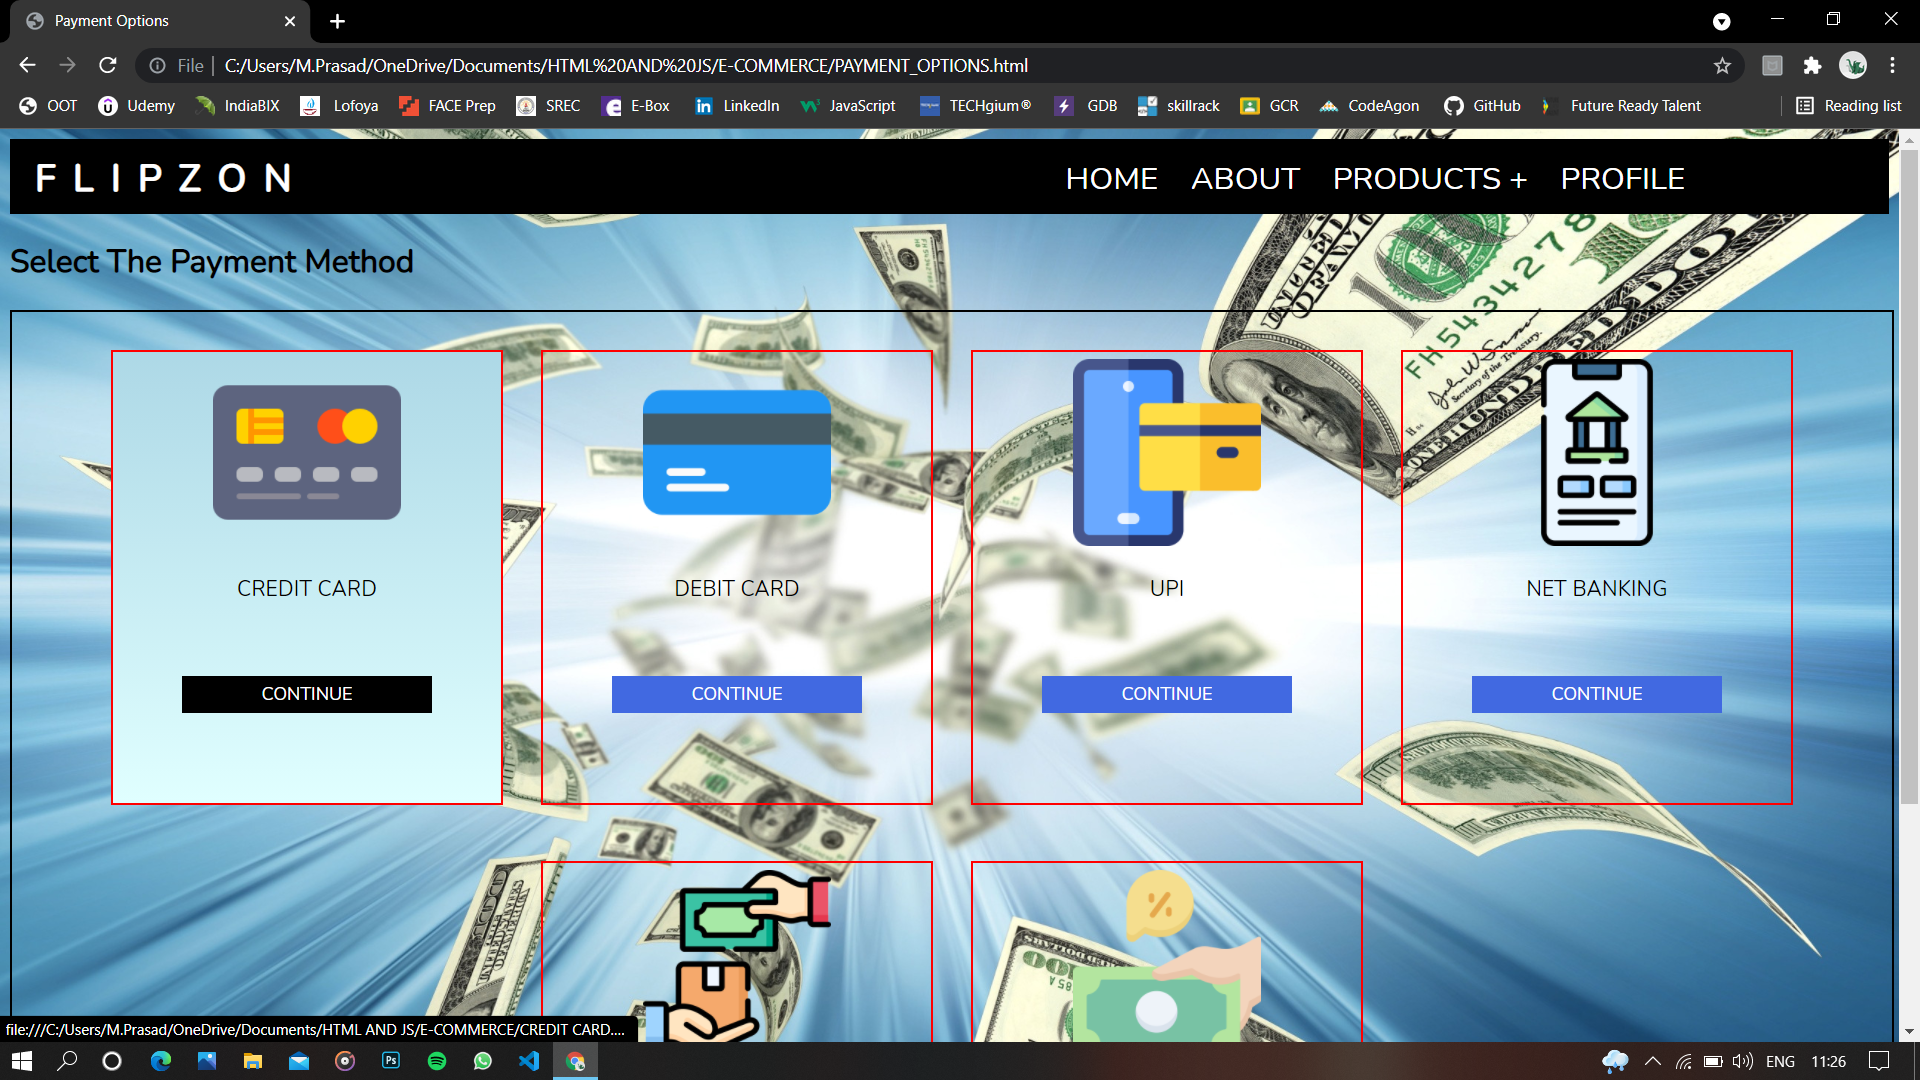 Payment Options
File C:/Users/M.Prasad/OneDrive/Documents/HTML%20AND%20JS/E-COMMERCE/PAYMENT_OPTIONS.html
OOT Udemy IndiaBIX Lofoya FACE Prep SREC E-Box LinkedIn JavaScript TECHgium® GDB skillrack GCR CodeAgon GitHub Future Ready Talent Reading list
FLIPZON HOME ABOUT PRODUCTS + PROFILE
Select The Payment Method
100
FH5434278
CREDIT CARD DEBIT CARD UPI NET BANKING
CONTINUE CONTINUE CONTINUE CONTINUE
%
file:///C:/Users/M.Prasad/OneDrive/Documents/HTML AND JS/E-COMMERCE/CREDIT CARD....
Ps ENG 11:26